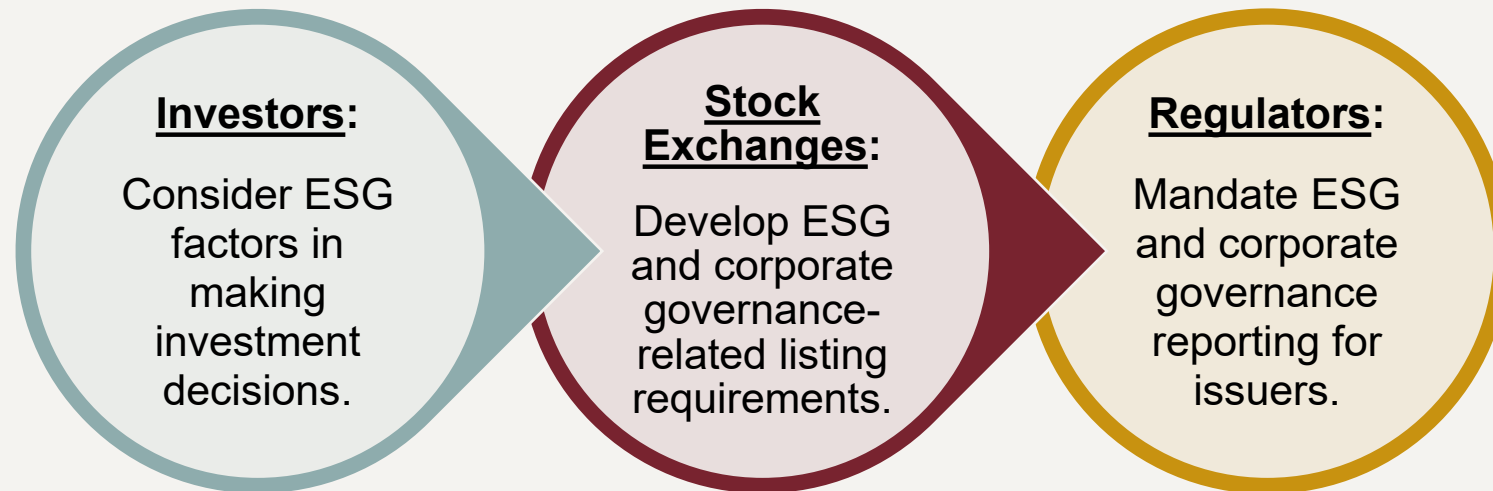 Investors:
Consider ESG
factors in
making
investment
decisions.
Stock
Exchanges:
Develop ESG
and corporate
governance-
related listing
requirements.
Regulators:
Mandate ESG
and corporate
governance
reporting for
issuers.